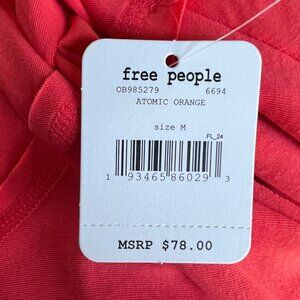 free people
OB985279 6694
ATOMIC ORANGE
size M
FL_24
1 93465 86029 3
MSRP $78.00